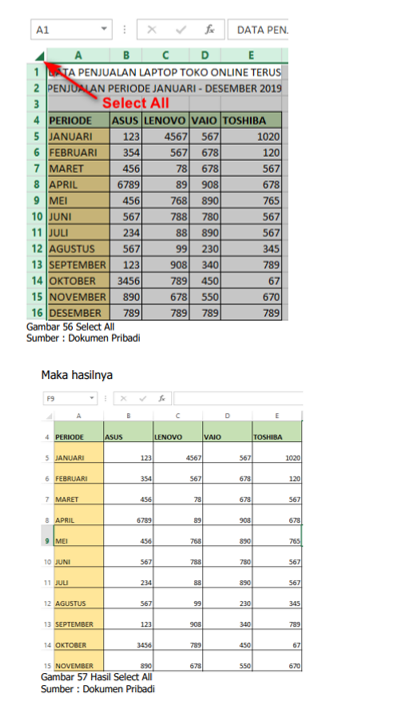 A1 fx DATA PEN.
A B C D E
1 DATA PENJUALAN LAPTOP TOKO ONLINE TERUS
2 PENJUALAN PERIODE JANUARI - DESEMBER 2019
3 Select All
4 PERIODE ASUS LENOVO VAIO TOSHIBA
5 JANUARI 123 4567 567 1020
6 FEBRUARI 354 567 678 120
7 MARET 456 78 678 567
8 APRIL 6789 89 908 678
9 MEI 456 768 890 765
10 JUNI 567 788 780 567
11 JULI 234 88 890 567
12 AGUSTUS 567 99 230 345
13 SEPTEMBER 123 908 340 789
14 OKTOBER 3456 789 450 67
15 NOVEMBER 890 678 550 670
16 DESEMBER 789 789 789 789
Gambar 56 Select All
Sumber : Dokumen Pribadi
Maka hasilnya
F9 fx
A B C D E
4 PERIODE ASUS LENOVO VAIO TOSHIBA
5 JANUARI 123 4567 567 1020
6 FEBRUARI 354 567 678 120
7 MARET 456 78 678 567
8 APRIL 6789 89 908 678
9 MEI 456 768 890 765
10 JUNI 567 788 780 567
11 JULI 234 88 890 567
12 AGUSTUS 567 99 230 345
13 SEPTEMBER 123 908 340 789
14 OKTOBER 3456 789 450 67
15 NOVEMBER 890 678 550 670
Gambar 57 Hasil Select All
Sumber : Dokumen Pribadi